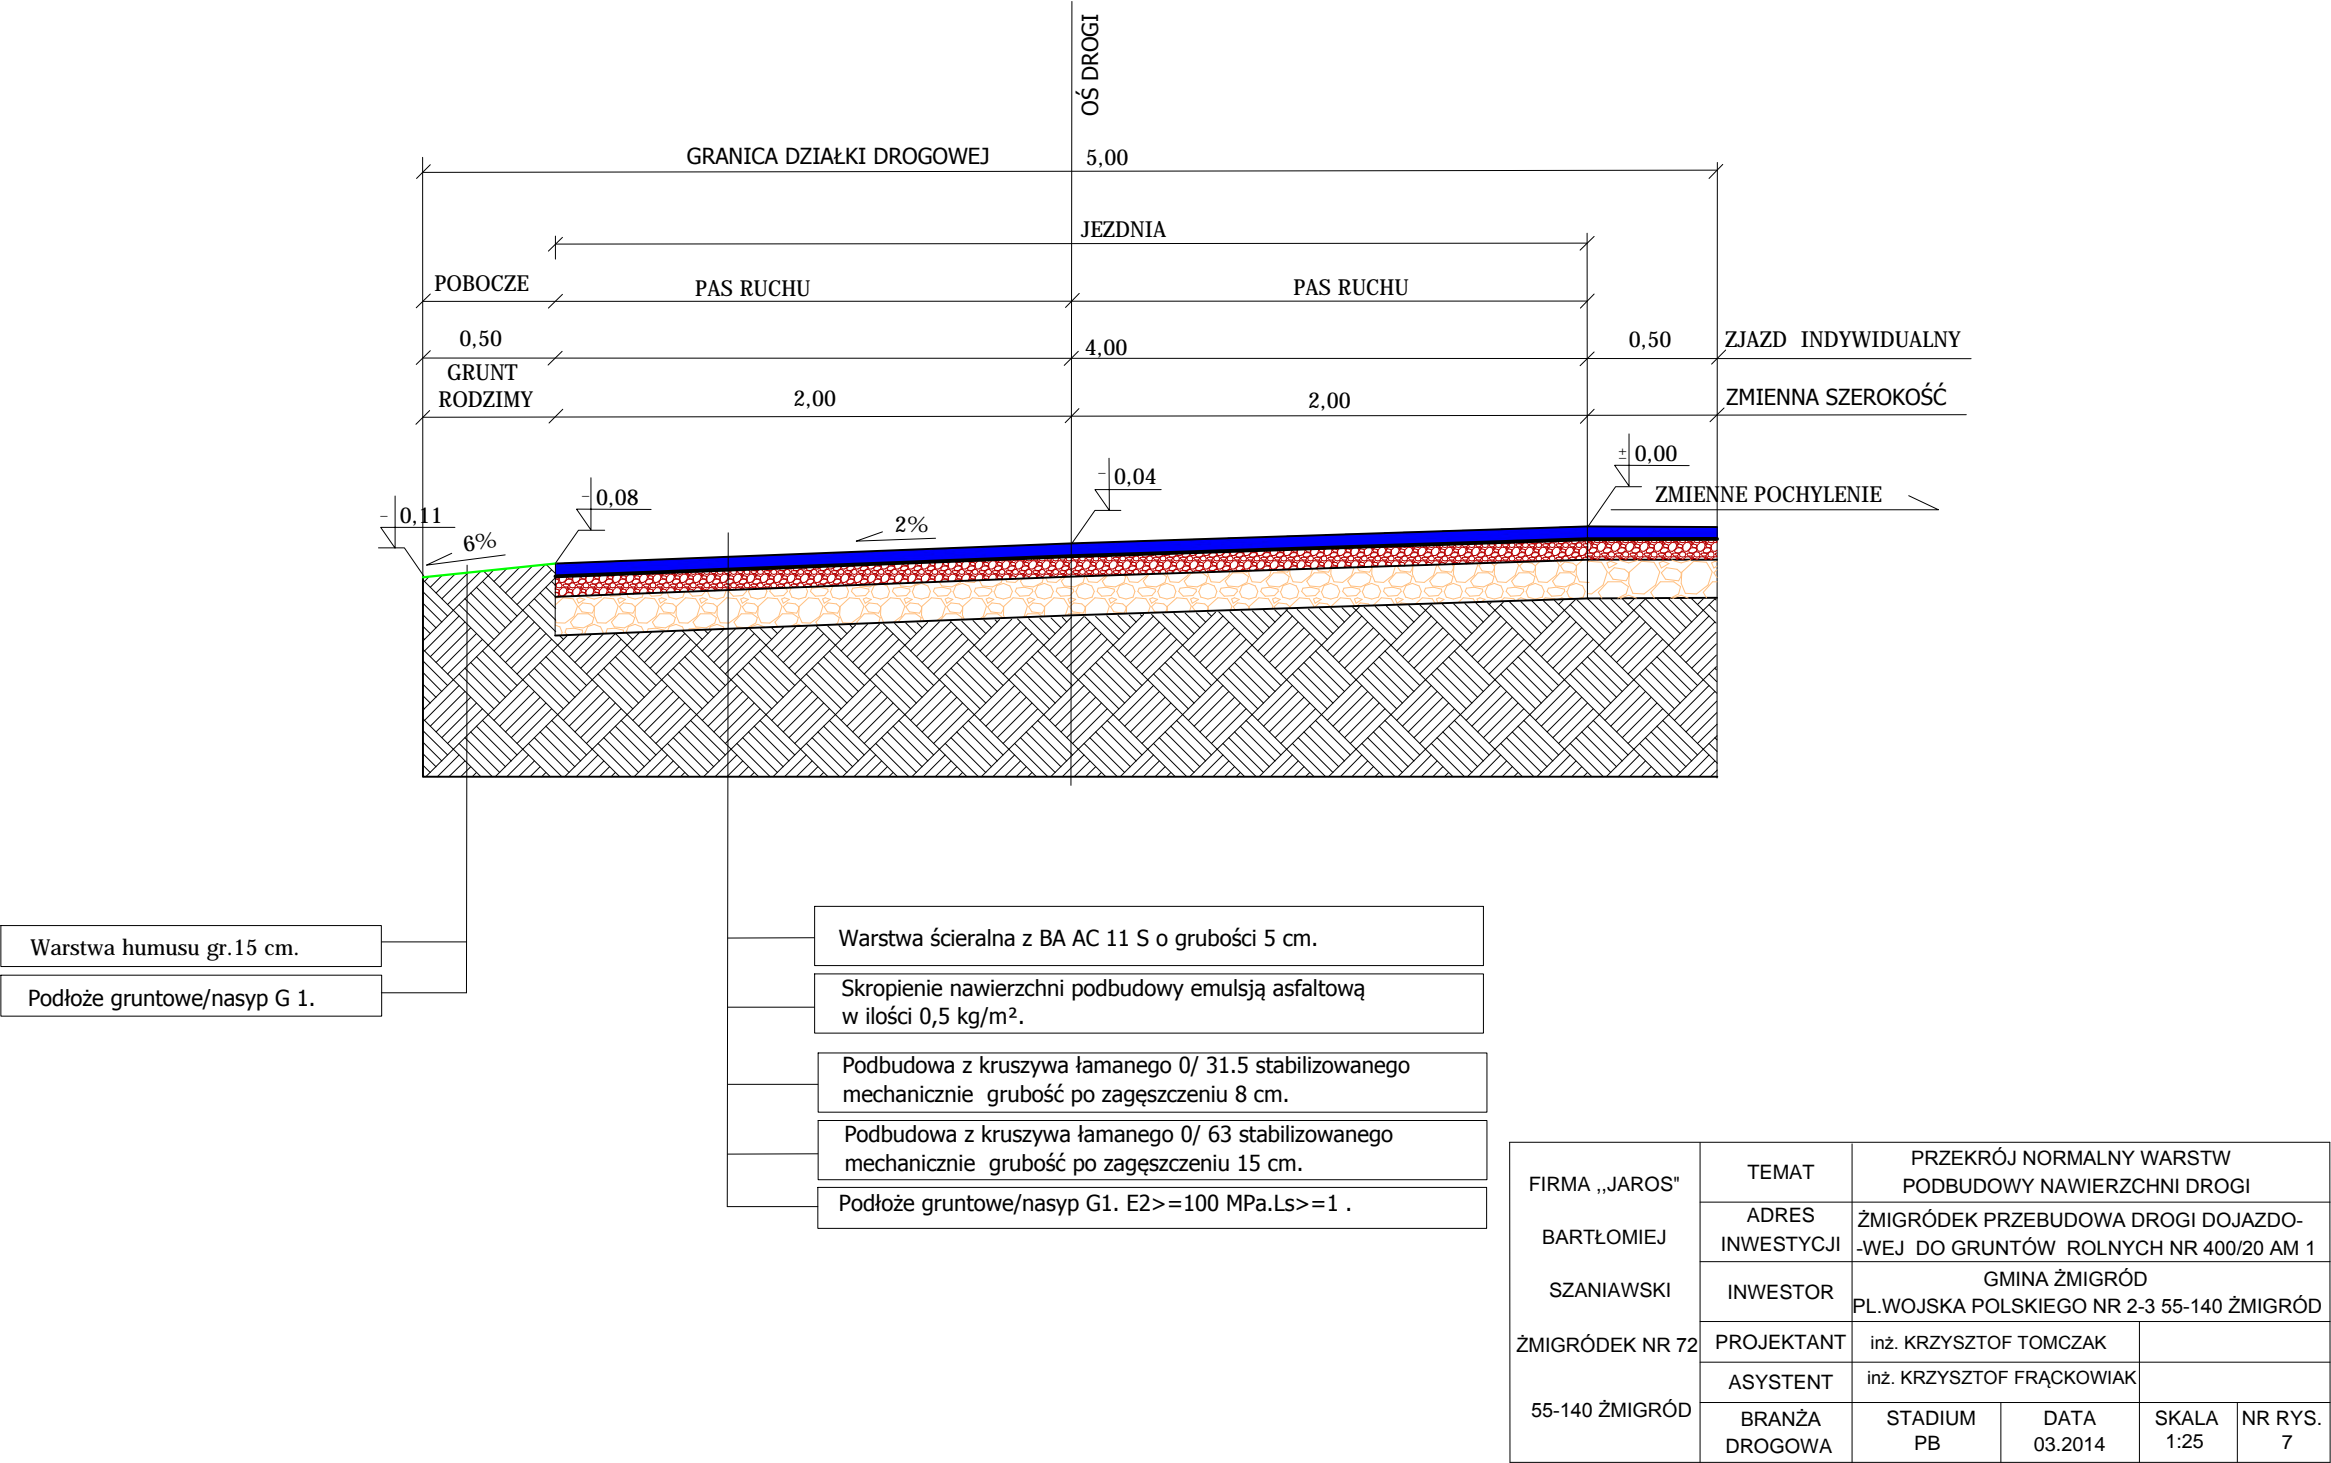 OŚ DROGI
GRANICA DZIAŁKI DROGOWEJ 5,00
JEZDNIA
POBOCZE PAS RUCHU PAS RUCHU
0,50 4,00 0,50 ZJAZD INDYWIDUALNY
GRUNT
RODZIMY 2,00 2,00 ZMIENNA SZEROKOŚĆ
- 0,11
- 0,08
- 0,04
± 0,00
ZMIENNE POCHYLENIE
6%
2%
Warstwa humusu gr.15 cm.
Podłoże gruntowe/nasyp G 1.
Warstwa ścieralna z BA AC 11 S o grubości 5 cm.
Skropienie nawierzchni podbudowy emulsją asfaltową
w ilości 0,5 kg/m².
Podbudowa z kruszywa łamanego 0/ 31.5 stabilizowanego
mechanicznie grubość po zagęszczeniu 8 cm.
Podbudowa z kruszywa łamanego 0/ 63 stabilizowanego
mechanicznie grubość po zagęszczeniu 15 cm.
Podłoże gruntowe/nasyp G1. E2>=100 MPa.Ls>=1 .
FIRMA ,,JAROS"
BARTŁOMIEJ
SZANIAWSKI
ŻMIGRÓDEK NR 72
55-140 ŻMIGRÓD
TEMAT
PRZEKRÓJ NORMALNY WARSTW
PODBUDOWY NAWIERZCHNI DROGI
ADRES
INWESTYCJI
ŻMIGRÓDEK PRZEBUDOWA DROGI DOJAZDO-
-WEJ DO GRUNTÓW ROLNYCH NR 400/20 AM 1
INWESTOR
GMINA ŻMIGRÓD
PL.WOJSKA POLSKIEGO NR 2-3 55-140 ŻMIGRÓD
PROJEKTANT
inż. KRZYSZTOF TOMCZAK
ASYSTENT
inż. KRZYSZTOF FRĄCKOWIAK
BRANŻA
DROGOWA
STADIUM
PB
DATA
03.2014
SKALA
1:25
NR RYS.
7